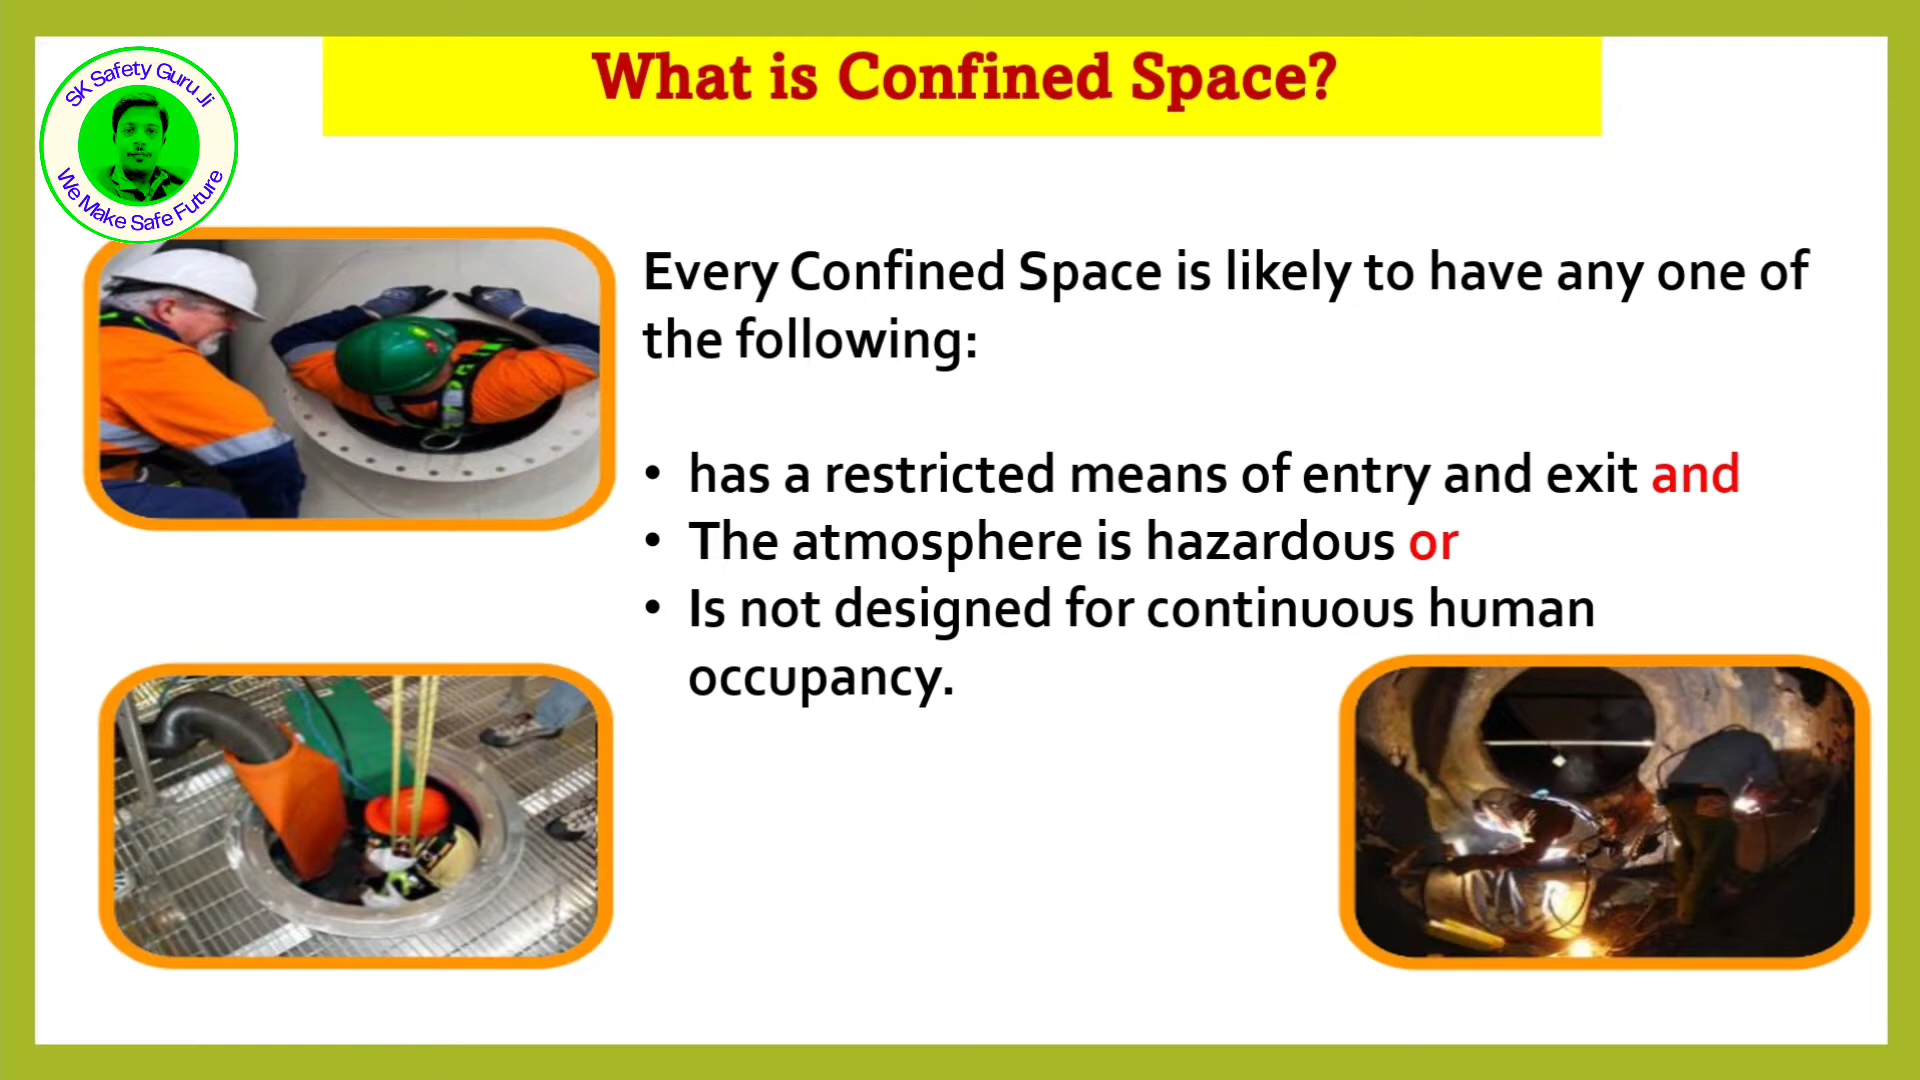 What is Confined Space?
SK Safety Guru Ji
We Make Safe Future
Every Confined Space is likely to have any one of
the following:
• has a restricted means of entry and exit and
• The atmosphere is hazardous or
• Is not designed for continuous human
occupancy.